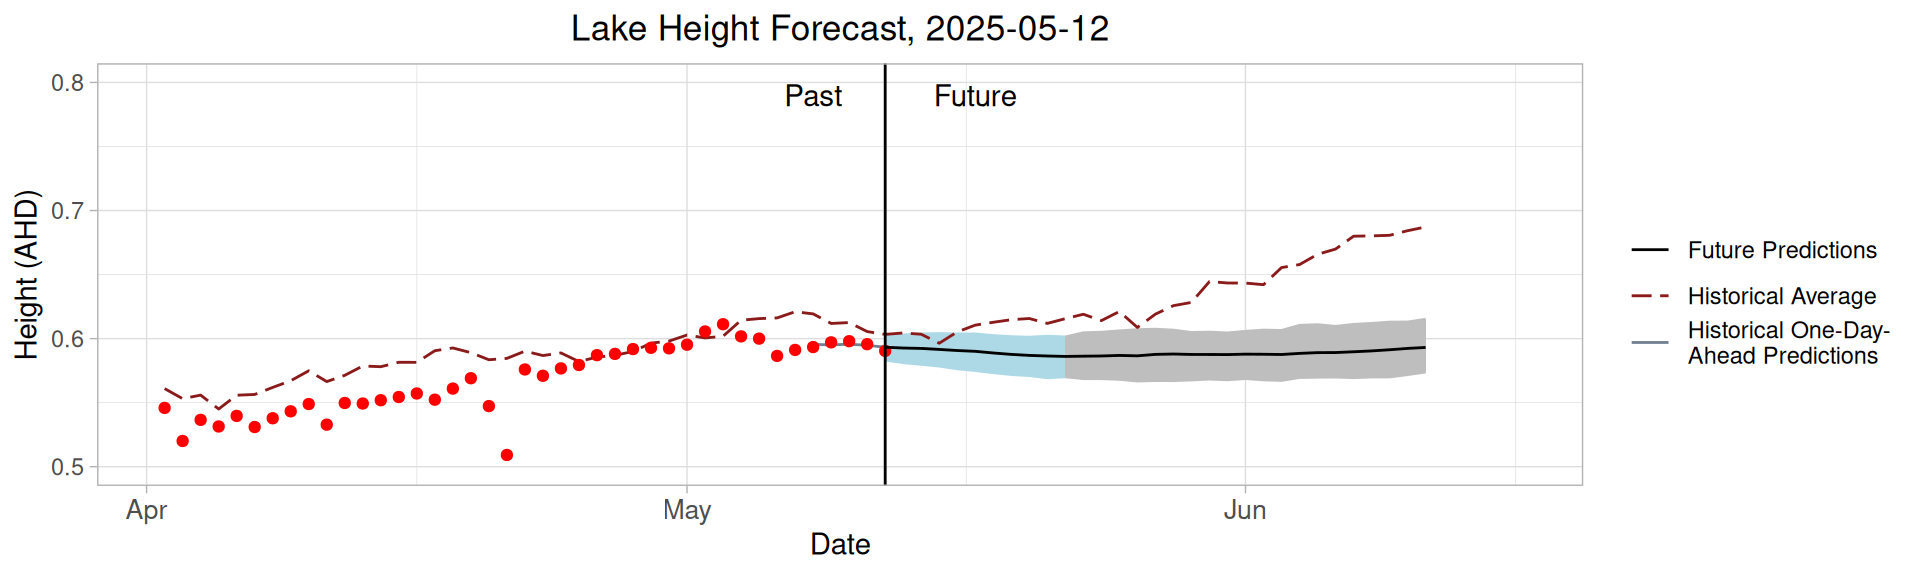 Lake Height Forecast, 2025-05-12
Past
Future
0.8
0.7
0.6
0.5
Height (AHD)
Apr
May
Jun
Date
Future Predictions
Historical Average
Historical One-Day-
Ahead Predictions